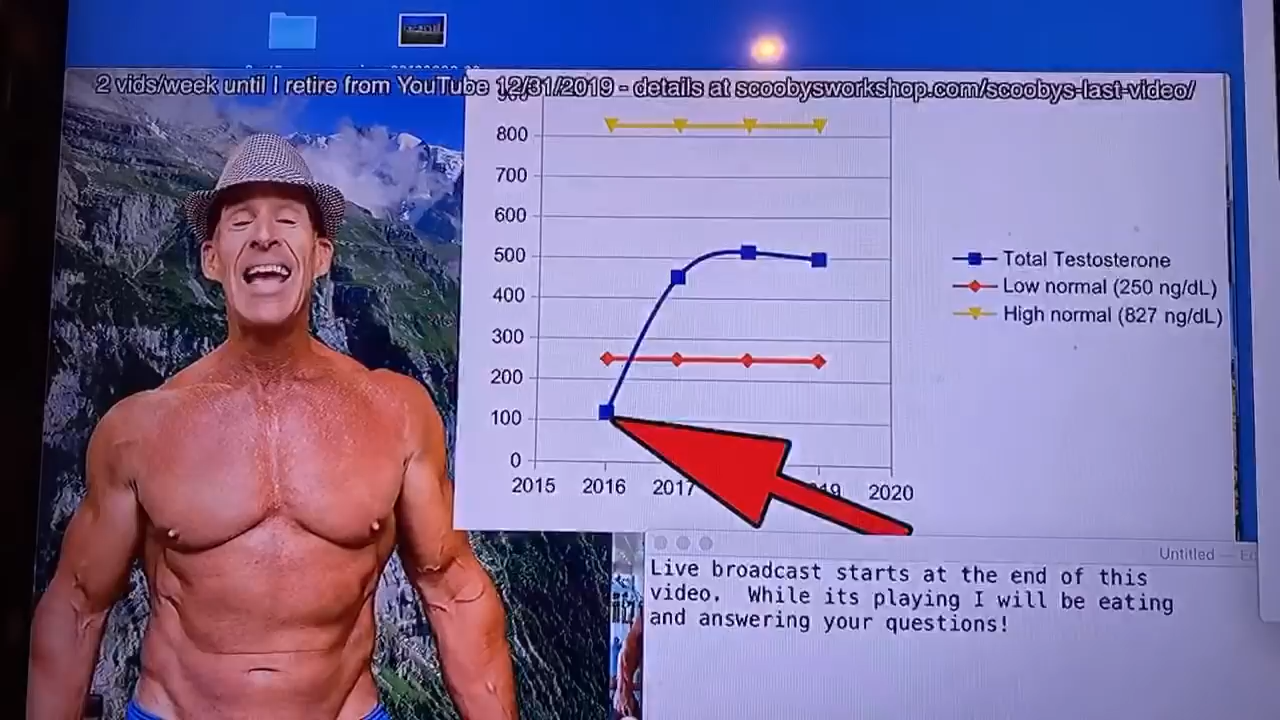 2 vids/week until I retire from YouTube 12/31/2019 - details at scoobysworkshop.com/scoobys-last-video/
800
700
600
500
400
300
200
100
0
2015 2016 2017 2020
Total Testosterone
Low normal (250 ng/dL)
High normal (827 ng/dL)
Untitled
Live broadcast starts at the end of this
video. While its playing I will be eating
and answering your questions!